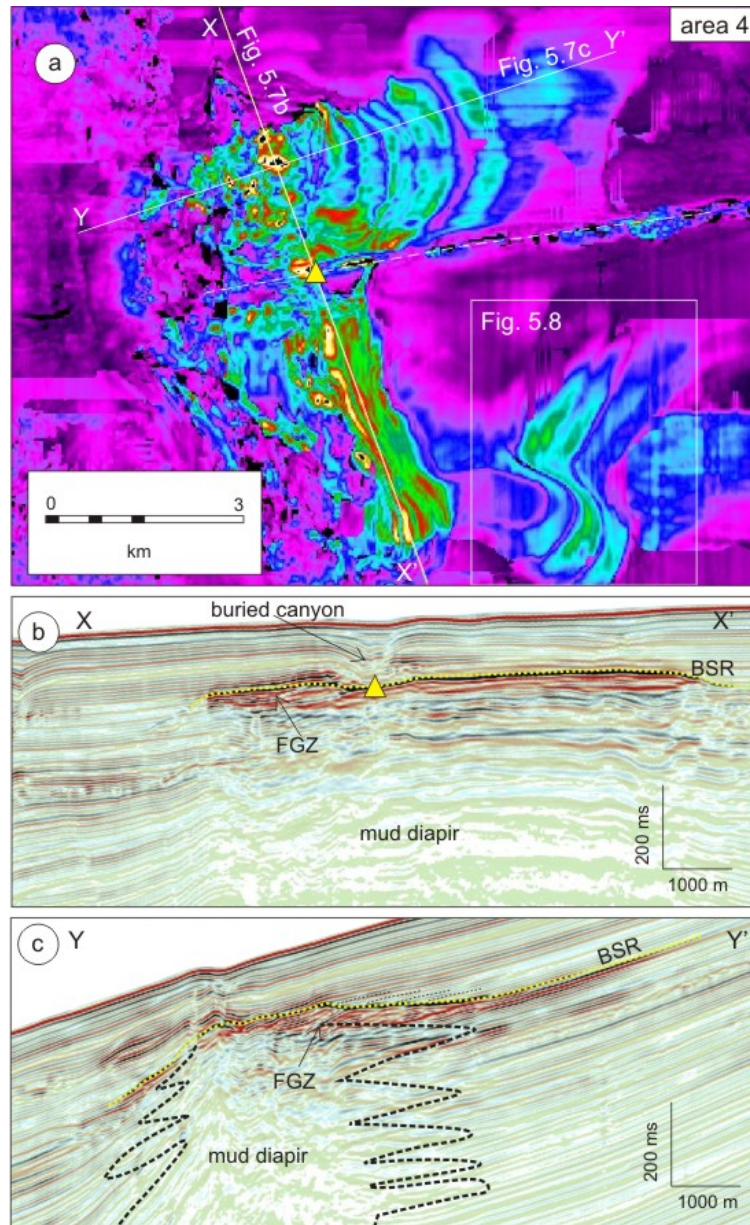 area 4
a
X
Fig. 5.7b
Fig. 5.7c
Y'
Y
Fig. 5.8
0 3
km
X'
b
X
buried canyon
X'
BSR
FGZ
mud diapir
200 ms
1000 m
c
Y
Y'
BSR
FGZ
mud diapir
200 ms
1000 m